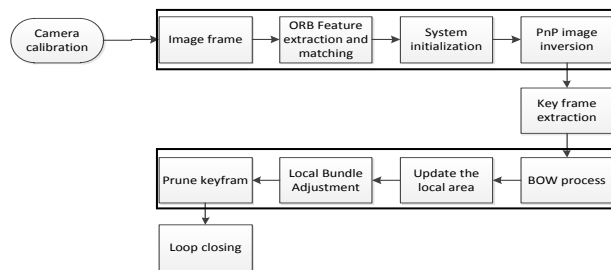 Camera
calibration
Image frame
ORB Feature
extraction and
matching
System
initialization
PnP image
inversion
Key frame
extraction
BOW process
Update the
local area
Local Bundle
Adjustment
Prune keyfram
Loop closing